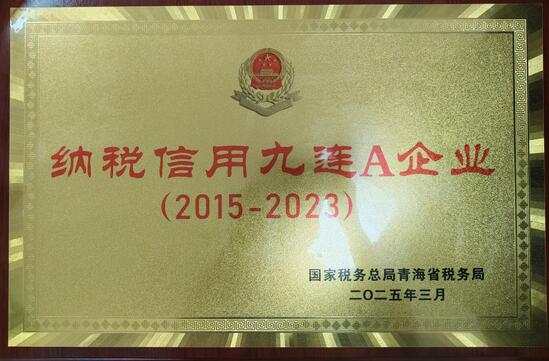 纳税信用九连A企业
(2015-2023)
国家税务总局青海省税务局
二〇二五年三月